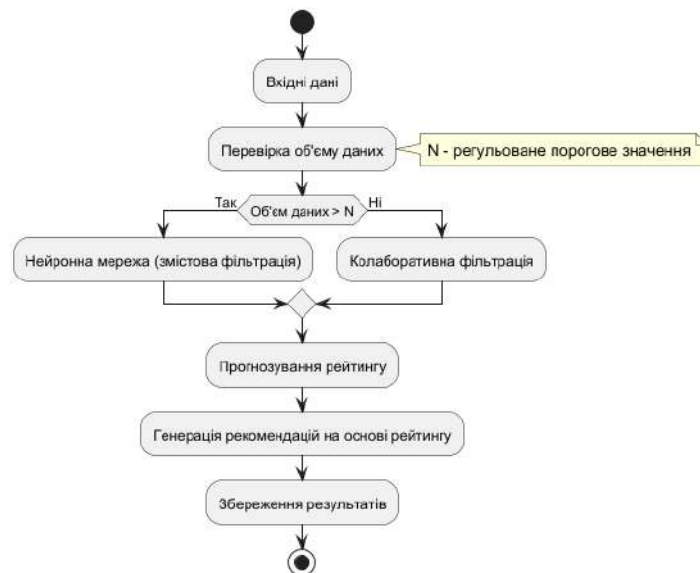 Вхідні дані
Перевірка об'єму даних
N - регульоване порогове значення
Так
Об'єм даних > N
Ні
Нейронна мережа (змістова фільтрація)
Колаборативна фільтрація
Прогнозування рейтингу
Генерація рекомендацій на основі рейтингу
Збереження результатів